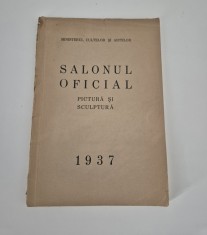 MINISTERUL CULTELOR ȘI ARTELOR
SALONUL
OFICIAL
PICTURĂ ȘI
SCULPTURĂ
1937